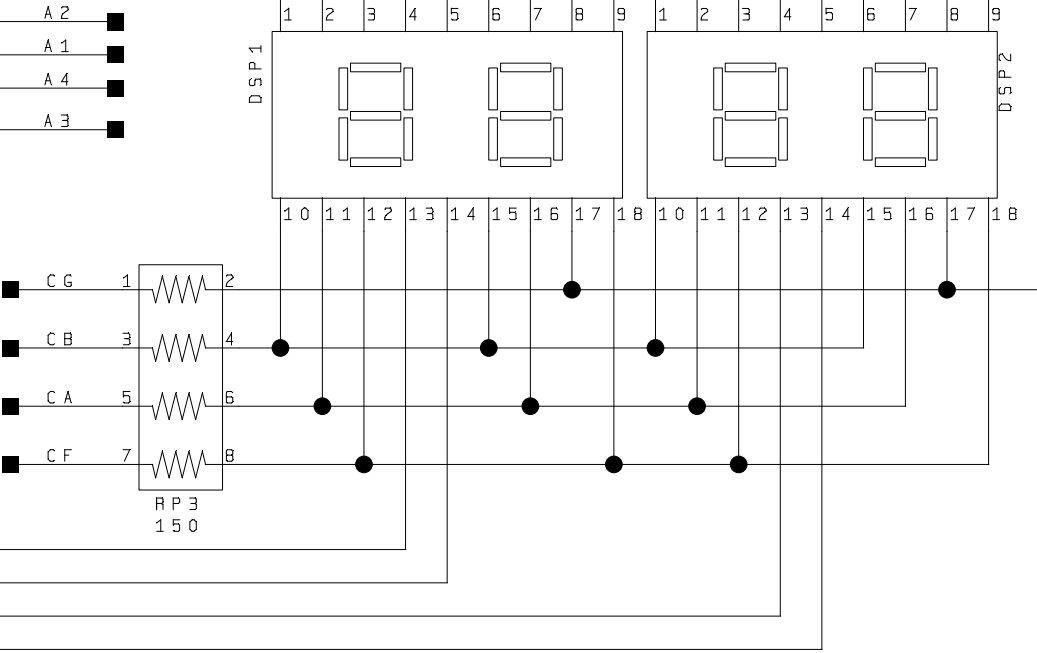 A2
A1
A4
A3
1 2 3 4 5 6 7 8 9
1 2 3 4 5 6 7 8 9
DSP1
DSP2
10 11 12 13 14 15 16 17 18
10 11 12 13 14 15 16 17 18
CG 1 2
CB 3 4
CA 5 6
CF 7 8
RP3
150